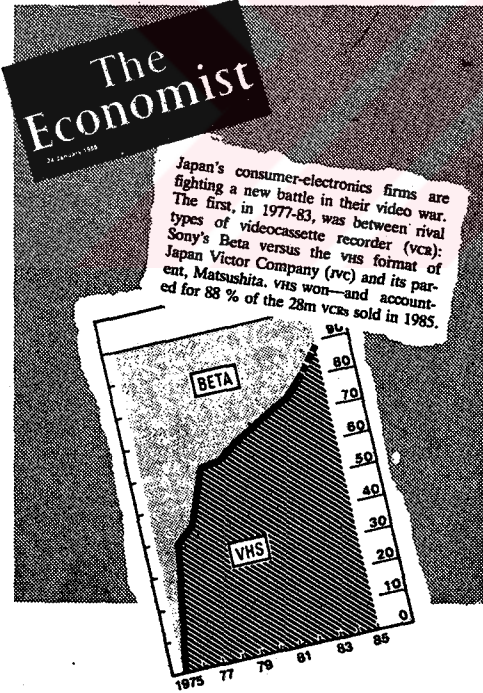 The
Economist
Japan's consumer-electronics firms are
fighting a new battle in their video war.
The first, in 1977-83, was between rival
types of videocassette recorder (VCR):
Sony's Beta versus the VHS format of
Japan Victor Company (JVC) and its par-
ent, Matsushita. VHS won—and account-
ed for 88 % of the 28m VCRs sold in 1985.
90
BETA
80
70
60
50
40
VHS
30
20
10
0
1975 77 79 81 83 85